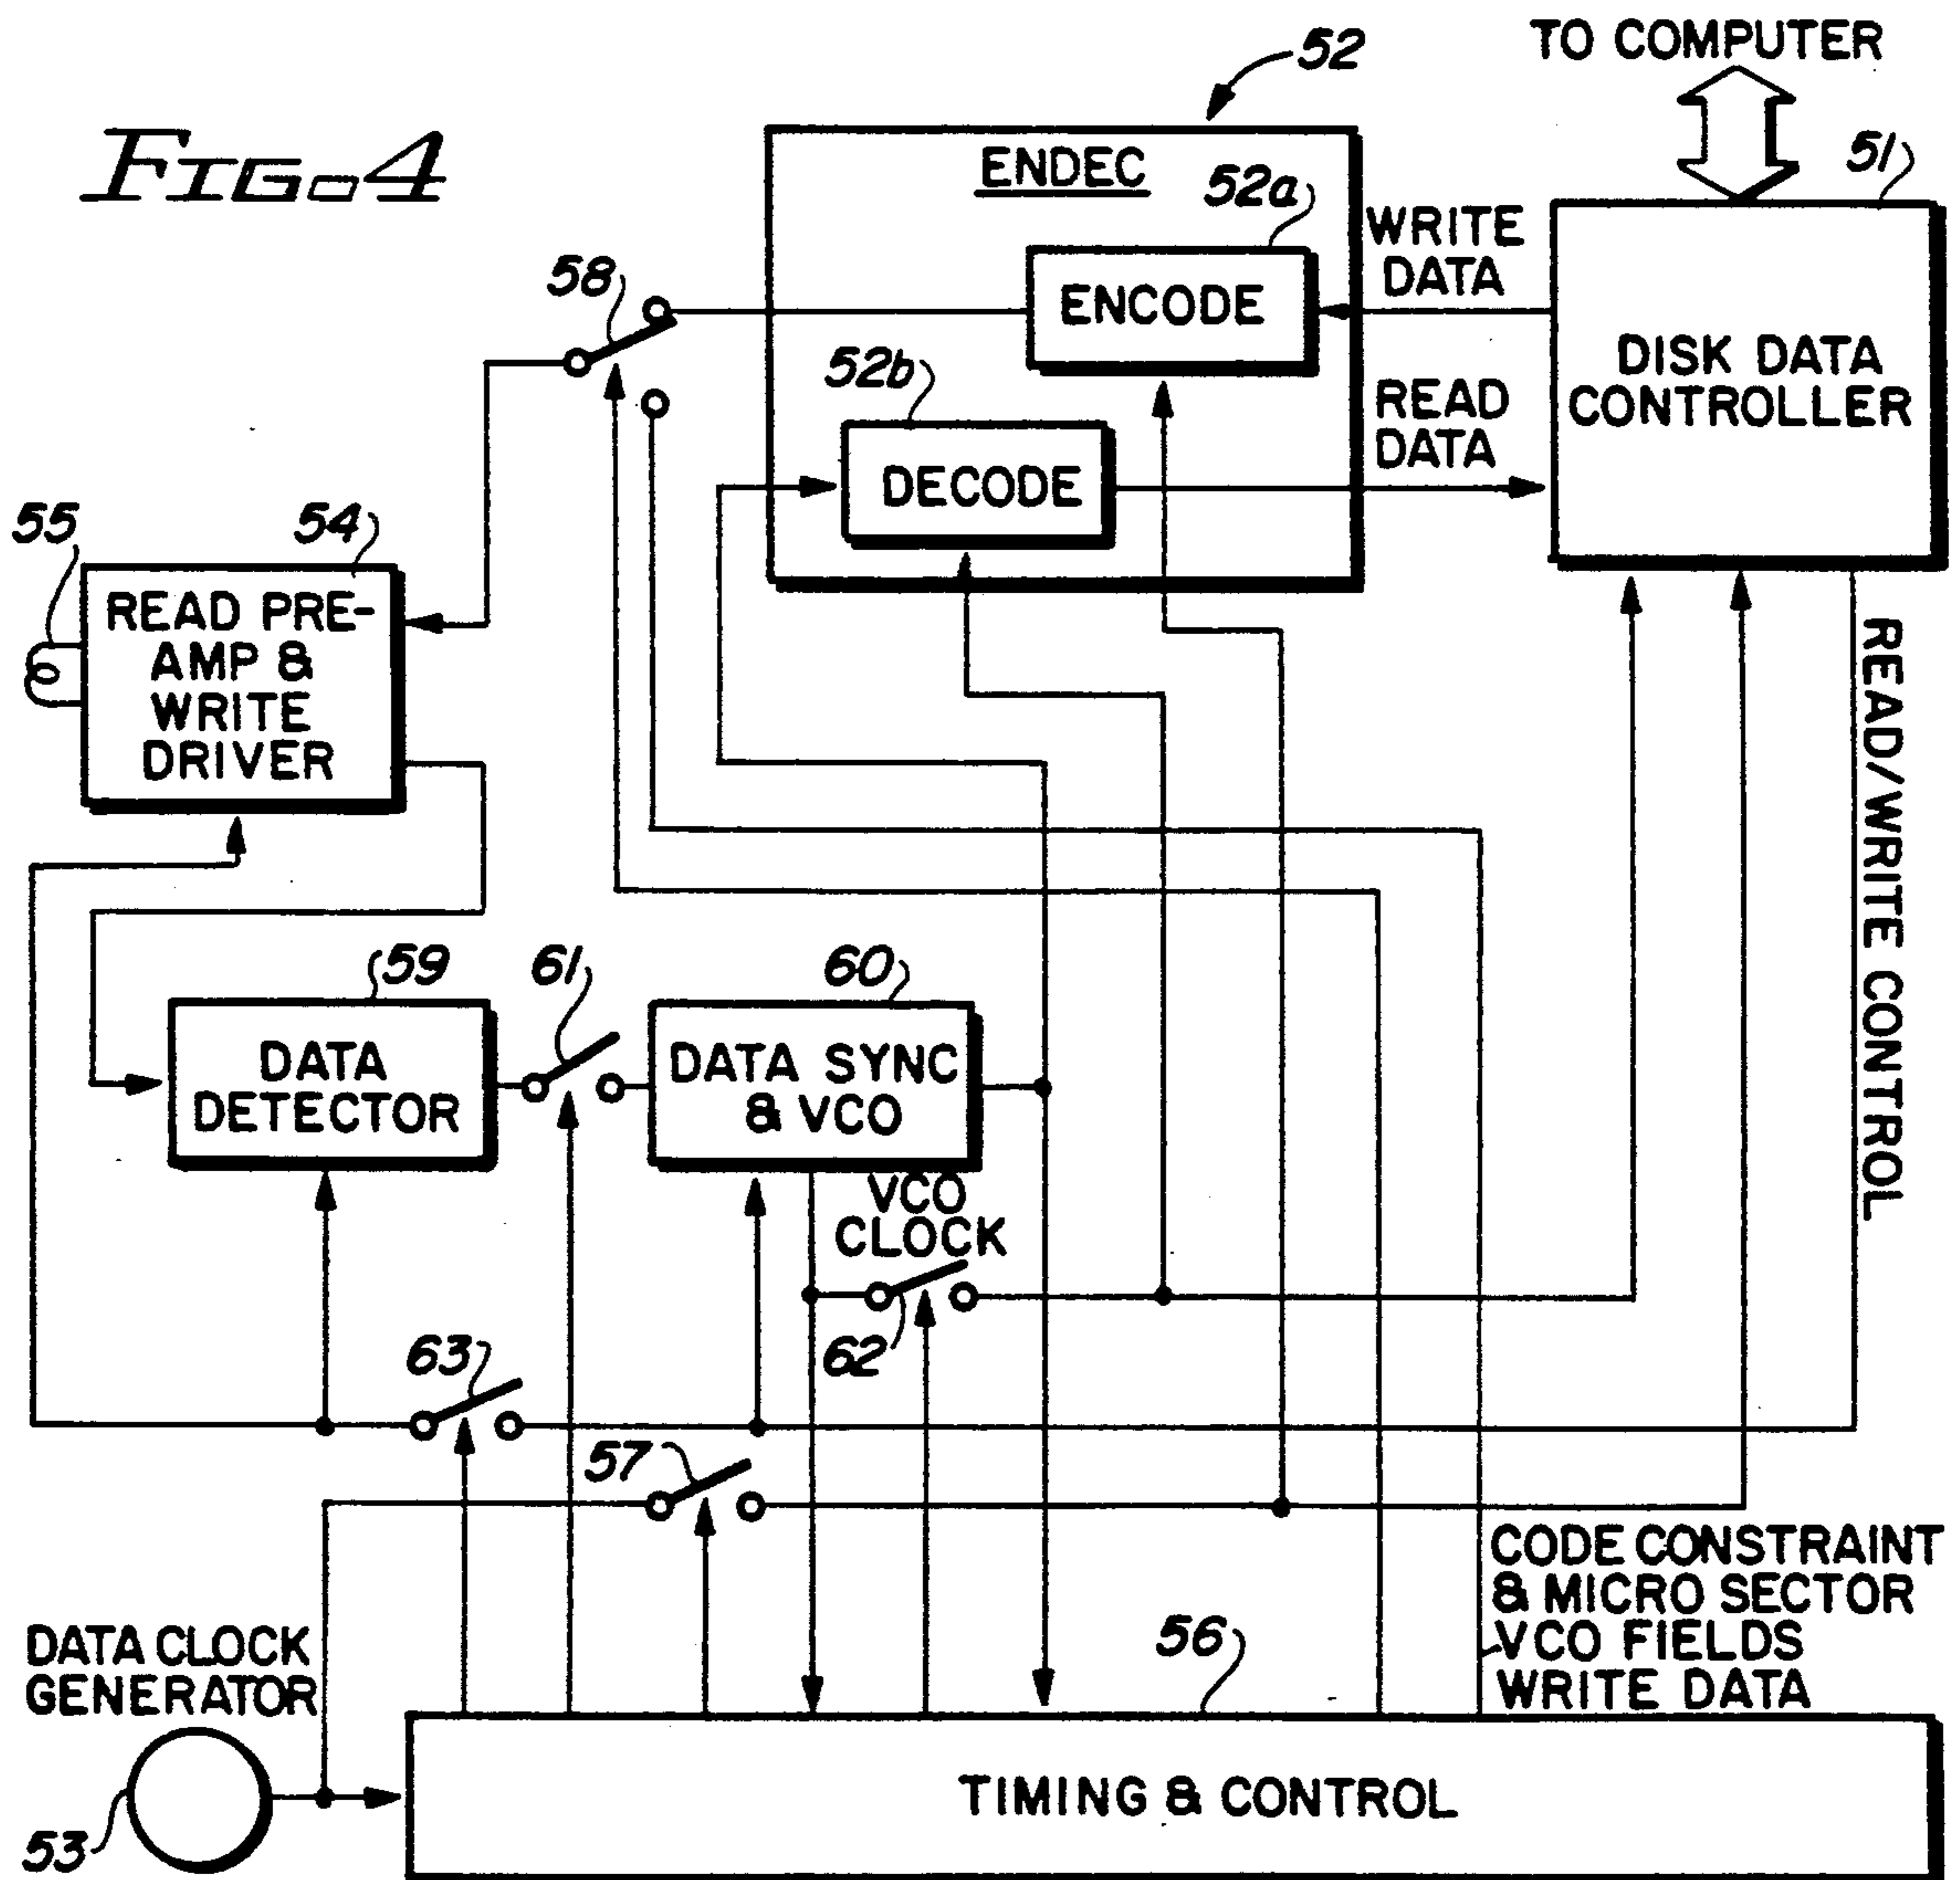 TO COMPUTER
FIG. 4
52
51
ENDEC
52a
WRITE
DATA
58
ENCODE
DISK DATA
CONTROLLER
52b
READ
DATA
DECODE
55
54
READ PRE-
AMP &
WRITE
DRIVER
READ/WRITE CONTROL
59
61
60
DATA
DETECTOR
DATA SYNC
& VCO
VCO
CLOCK
62
63
57
CODE CONSTRAINT
& MICRO SECTOR
VCO FIELDS
WRITE DATA
DATA CLOCK
GENERATOR
56
53
TIMING & CONTROL